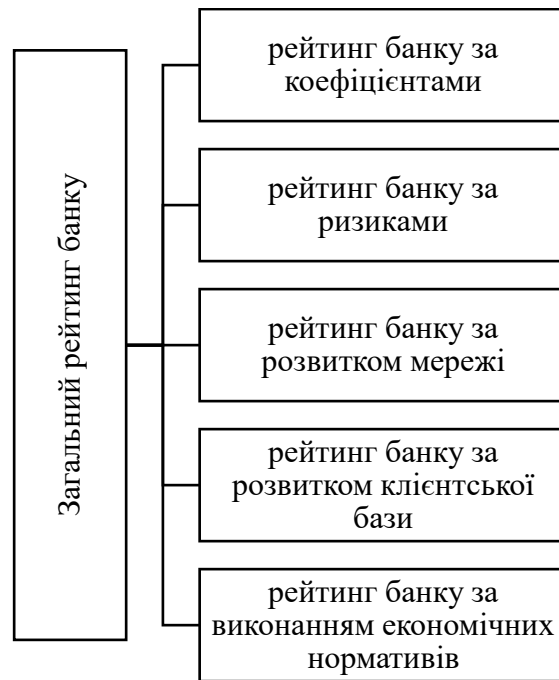 Загальний рейтинг банку
рейтинг банку за
коефіцієнтами
рейтинг банку за
ризиками
рейтинг банку за
розвитком мережі
рейтинг банку за
розвитком клієнтської
бази
рейтинг банку за
виконанням економічних
нормативів